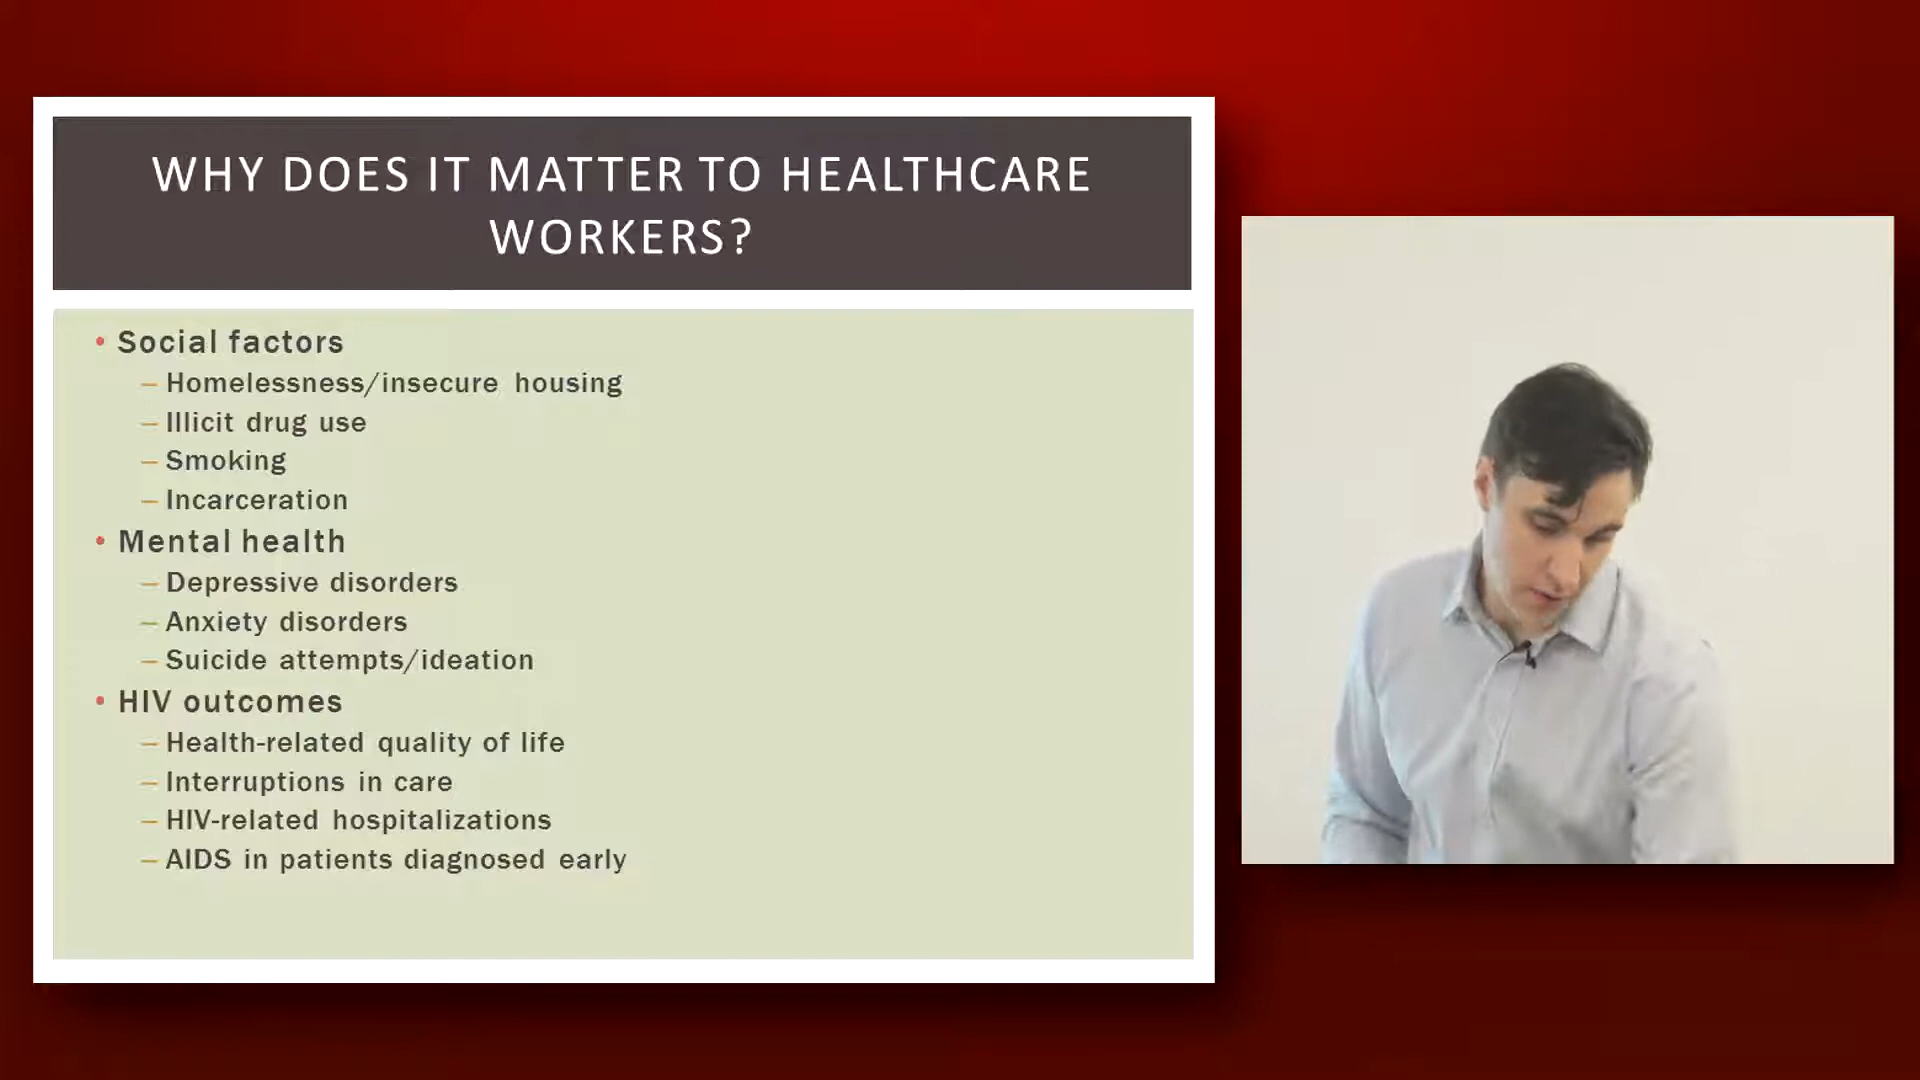 WHY DOES IT MATTER TO HEALTHCARE
WORKERS?
• Social factors
– Homelessness/insecure housing
– Illicit drug use
– Smoking
– Incarceration
• Mental health
– Depressive disorders
– Anxiety disorders
– Suicide attempts/ideation
• HIV outcomes
– Health-related quality of life
– Interruptions in care
– HIV-related hospitalizations
– AIDS in patients diagnosed early